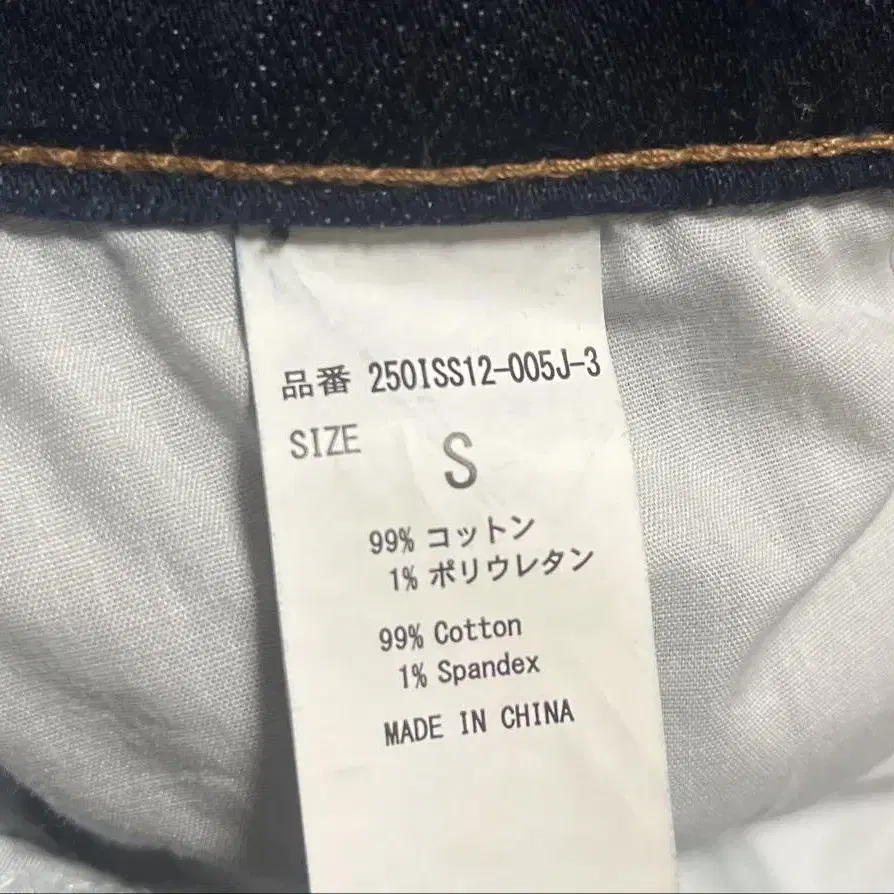 品番 250ISS12-005J-3
SIZE S
99% コットン
1% ポリウレタン
99% Cotton
1% Spandex
MADE IN CHINA